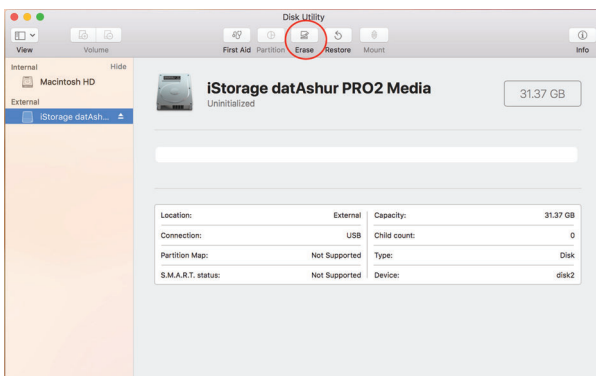 Disk Utility
View Volume First Aid Partition Erase Restore Mount Info
Internal Hide
Macintosh HD
External
iStorage datAsh...
iStorage datAshur PRO2 Media
Uninitialized
31.37 GB
Location: External Capacity: 31.37 GB
Connection: USB Child count: 0
Partition Map: Not Supported Type: Disk
S.M.A.R.T. status: Not Supported Device: disk2